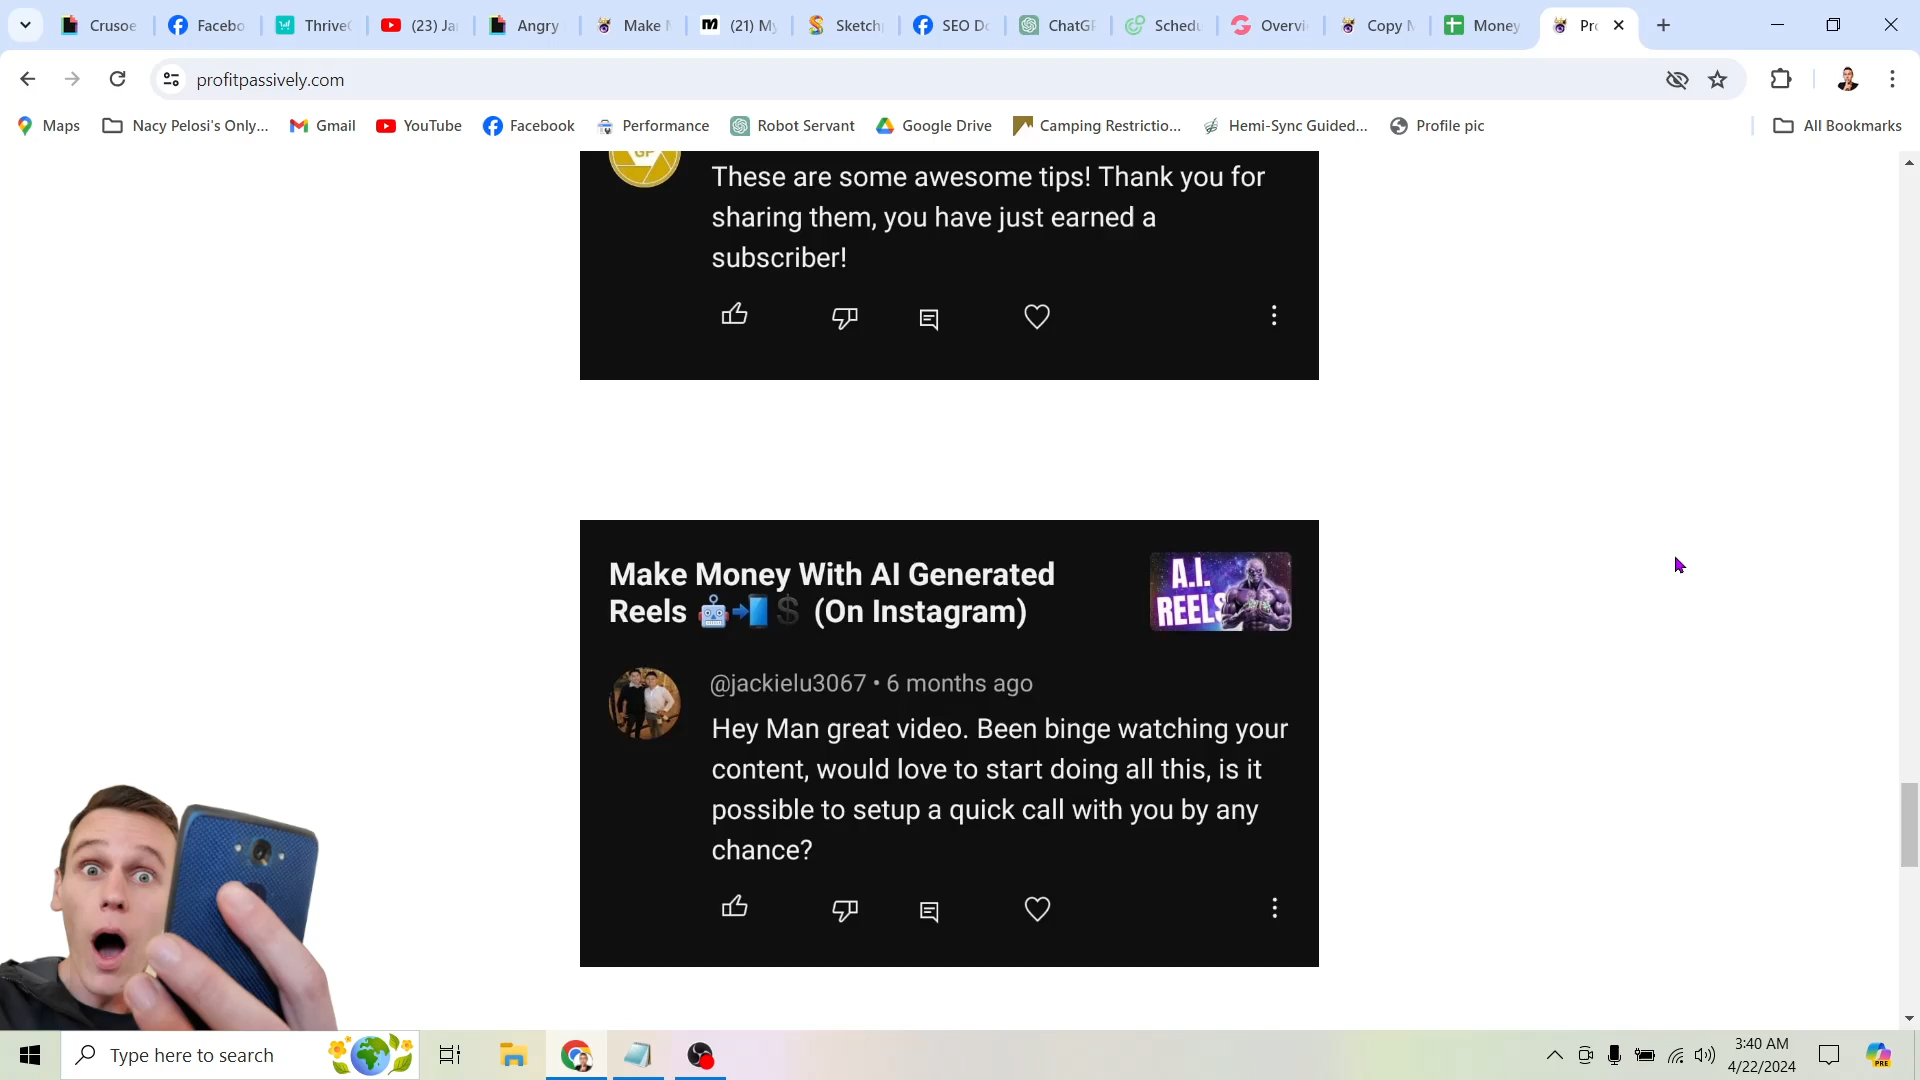 Crusoe
Facebo
Thrive
(23) Ja
Angry
Make
(21) My
Sketch
SEO Do
ChatGP
Schedu
Overvi
Copy
Money
Pr
profitpassively.com
Maps
Nacy Pelosi's Only...
Gmail
YouTube
Facebook
Performance
Robot Servant
Google Drive
Camping Restrictio...
Hemi-Sync Guided...
Profile pic
All Bookmarks
GP
These are some awesome tips! Thank you for
sharing them, you have just earned a
subscriber!
Make Money With AI Generated
Reels 🤖📲💲 (On Instagram)
A.I.
REELS
@jackielu3067 • 6 months ago
Hey Man great video. Been binge watching your
content, would love to start doing all this, is it
possible to setup a quick call with you by any
chance?
Type here to search
3:40 AM
4/22/2024
PRE